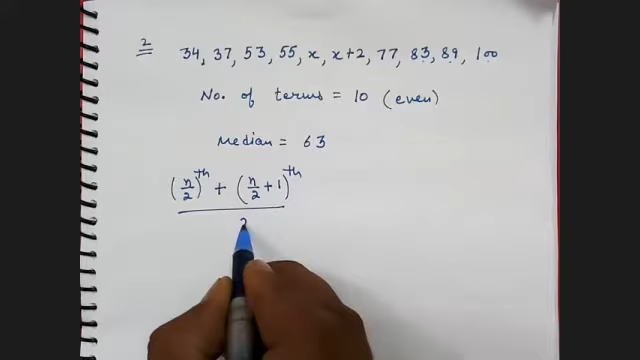 2
34, 37, 53, 55, x, x+2, 77, 83, 89, 100
No. of terms = 10 (even)
Median = 63
(n/2)th + (n/2 + 1)th
2